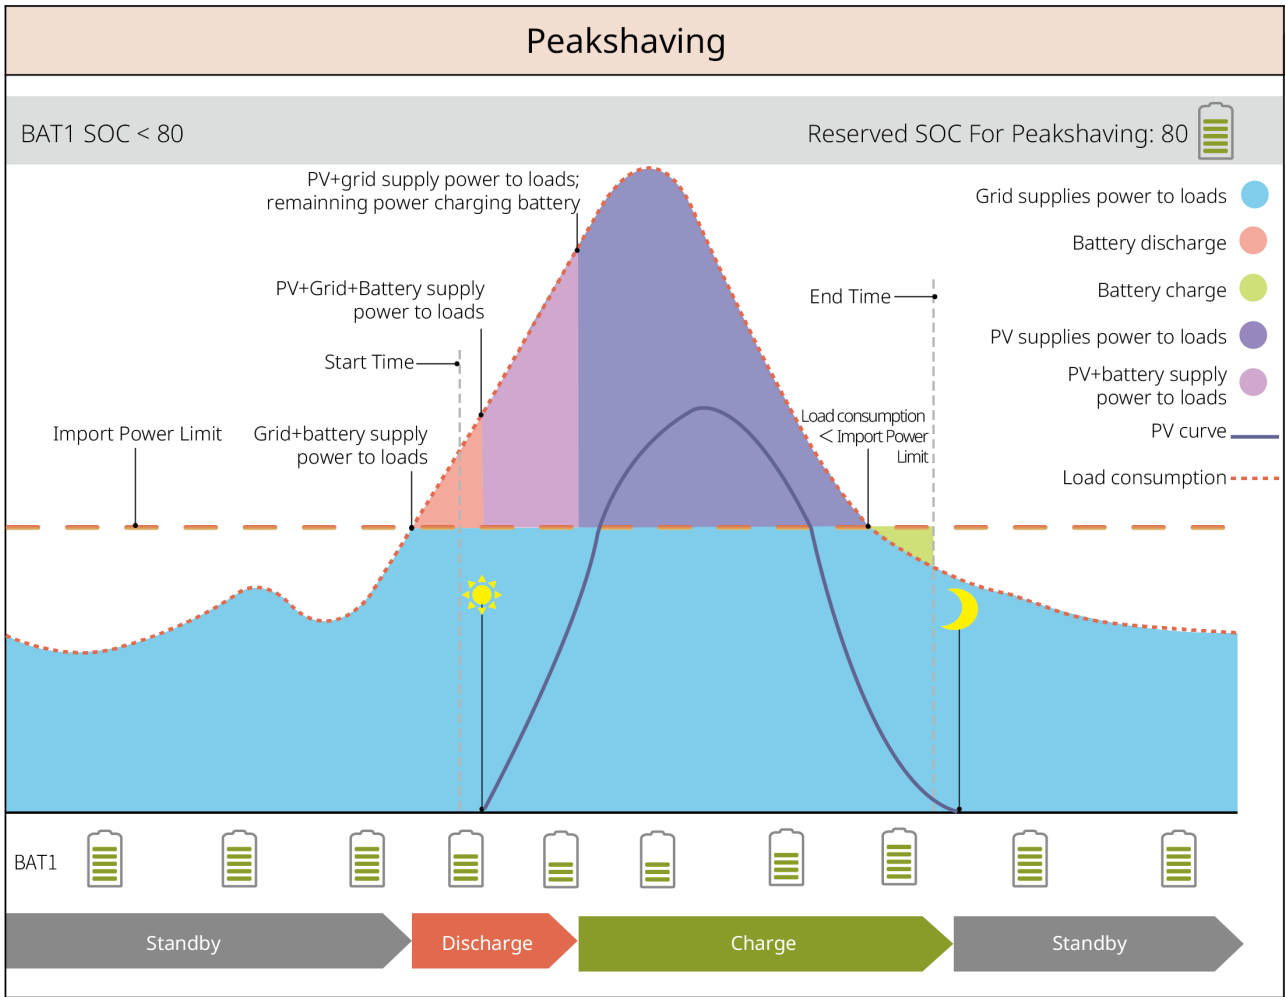 Peakshaving
BAT1 SOC < 80
Reserved SOC For Peakshaving: 80
PV+grid supply power to loads;
remainning power charging battery
PV+Grid+Battery supply
power to loads
Start Time
Import Power Limit
Grid+battery supply
power to loads
End Time
Load consumption
< Import Power
Limit
Grid supplies power to loads
Battery discharge
Battery charge
PV supplies power to loads
PV+battery supply
power to loads
PV curve
Load consumption
BAT1
Standby
Discharge
Charge
Standby